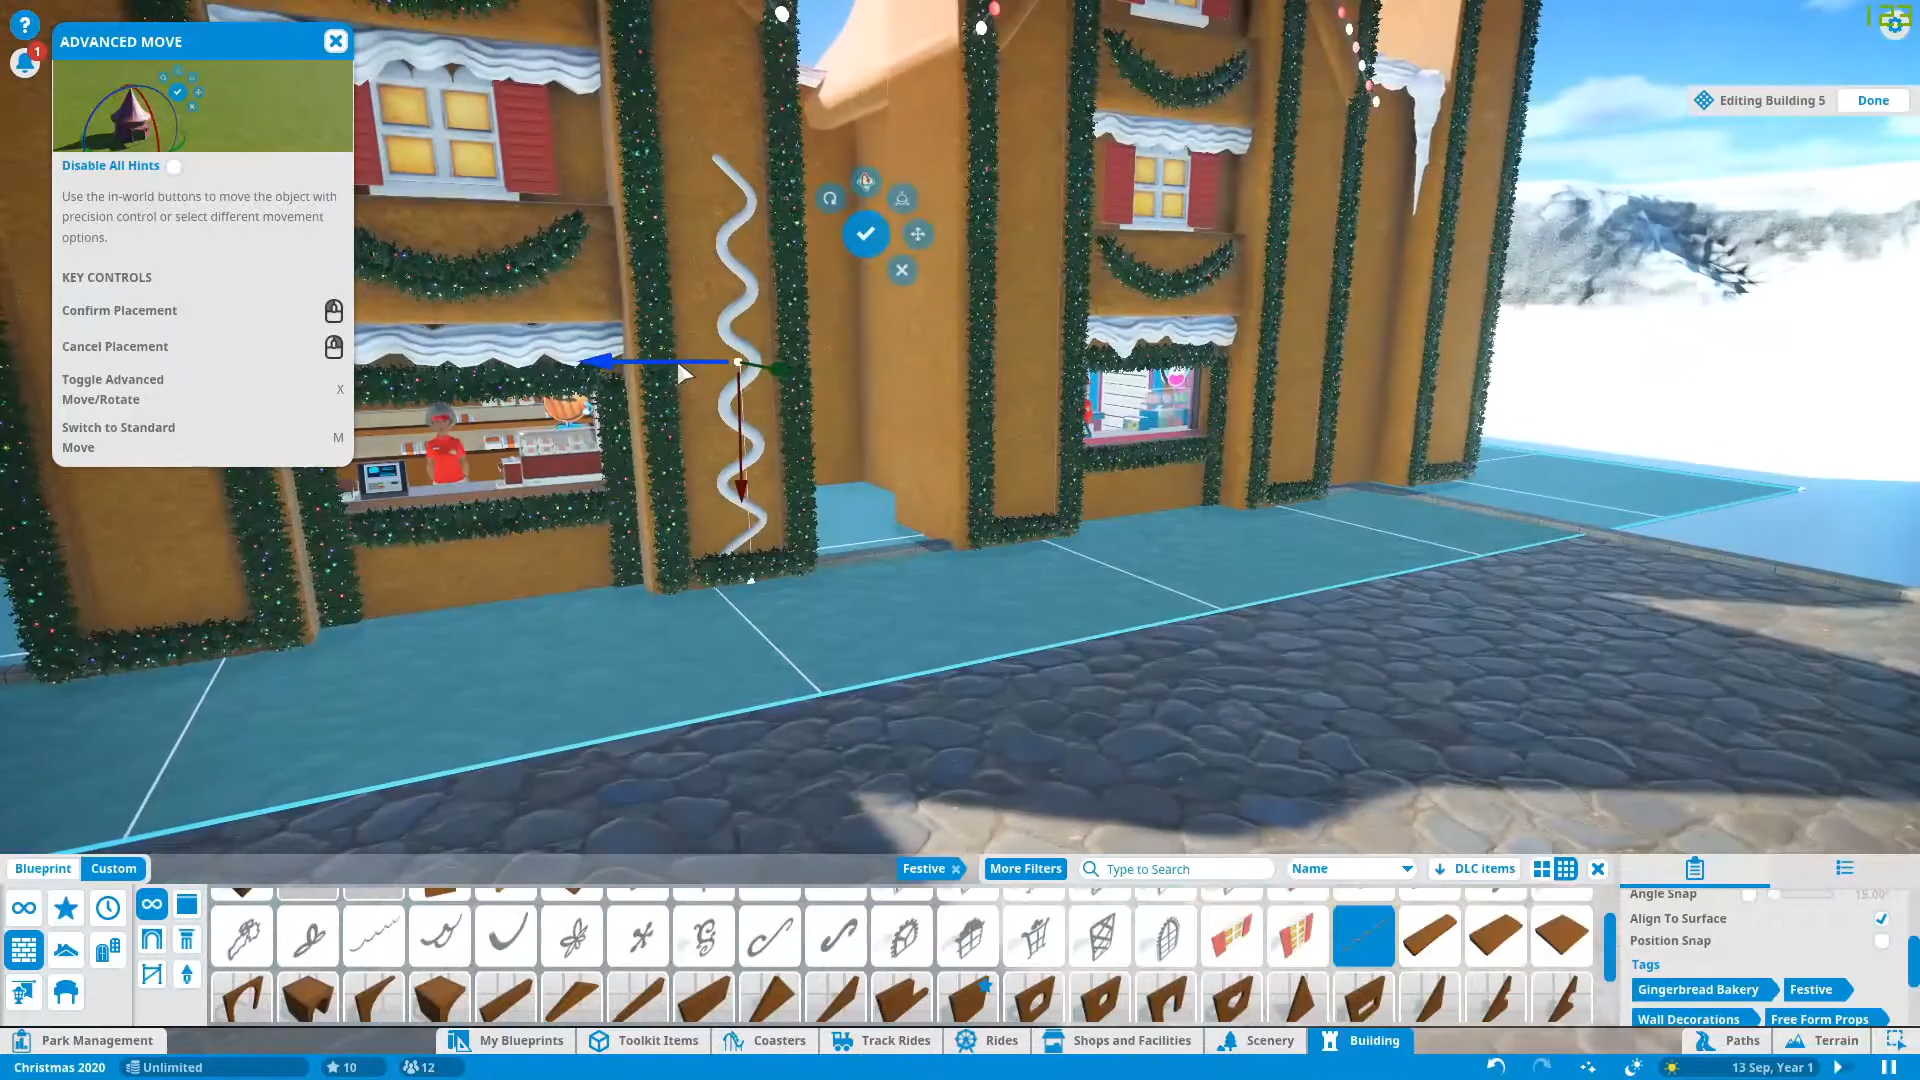 ?
ADVANCED MOVE
1
Disable All Hints
Use the in-world buttons to move the object with
precision control or select different movement
options.
KEY CONTROLS
Confirm Placement
Cancel Placement
Toggle Advanced
Move/Rotate
X
Switch to Standard
Move
M
Editing Building 5
Done
Blueprint
Custom
Festive
More Filters
Type to Search
Name
DLC items
Angle Snap
15.00°
Align To Surface
Position Snap
Tags
Gingerbread Bakery
Festive
Wall Decorations
Free Form Props
Park Management
My Blueprints
Toolkit Items
Coasters
Track Rides
Rides
Shops and Facilities
Scenery
Building
Paths
Terrain
Christmas 2020
Unlimited
10
12
13 Sep, Year 1